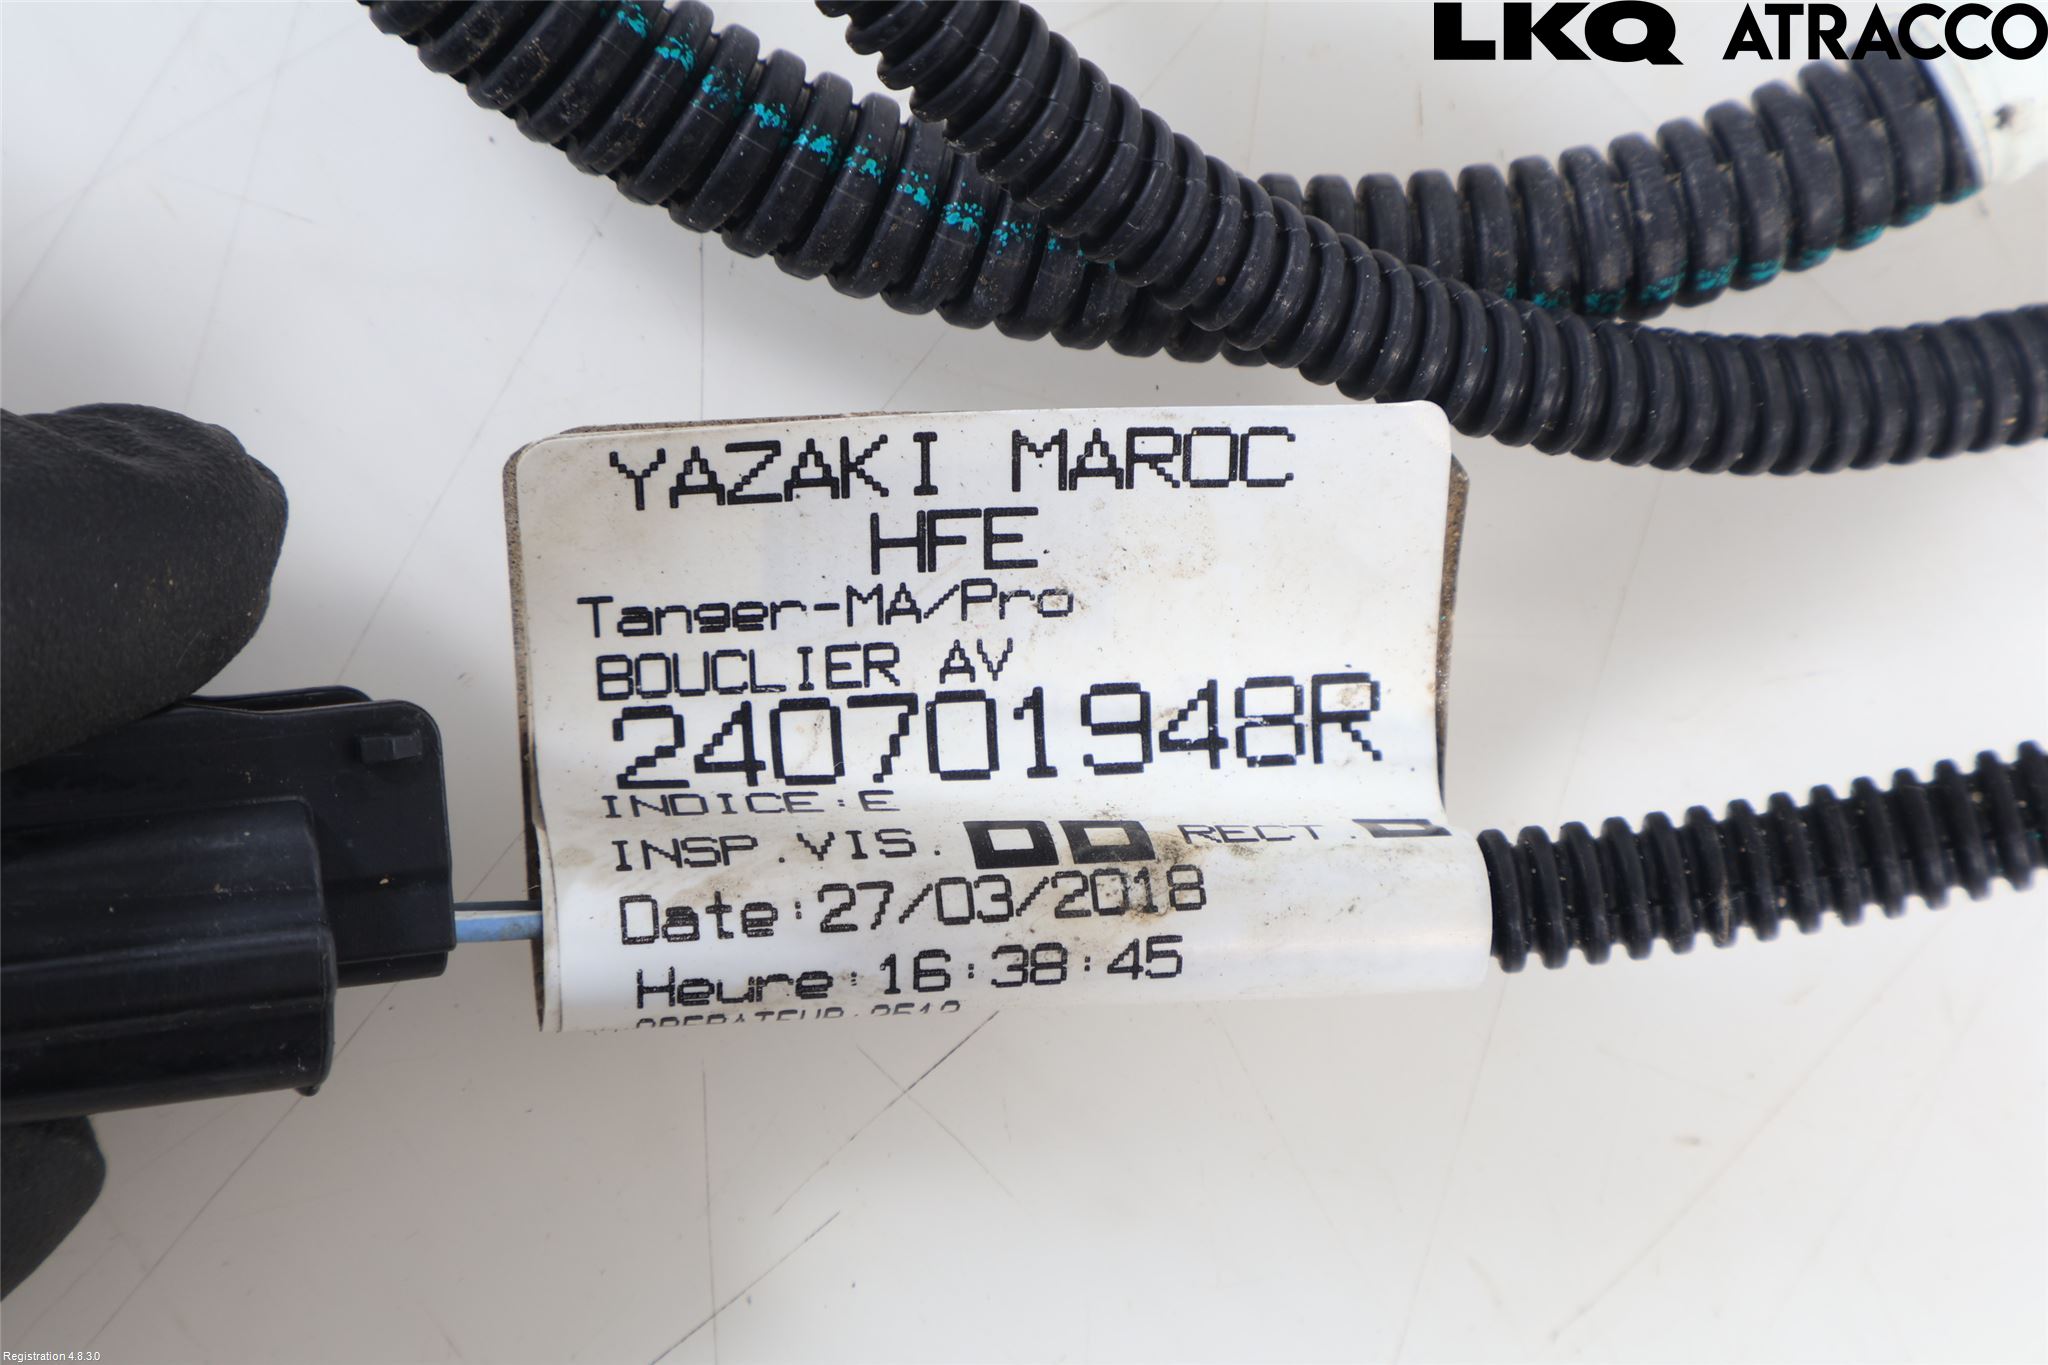 LKQ ATRACCO
YAZAKI MAROC
HFE
Tanger-MA/Pro
BOUCLIER AV
240701948R
INDICE:E
INSP.VIS. RECT.
Date:27/03/2018
Heure:16:38:45
OPERATEUR:
Registration 4.8.3.0